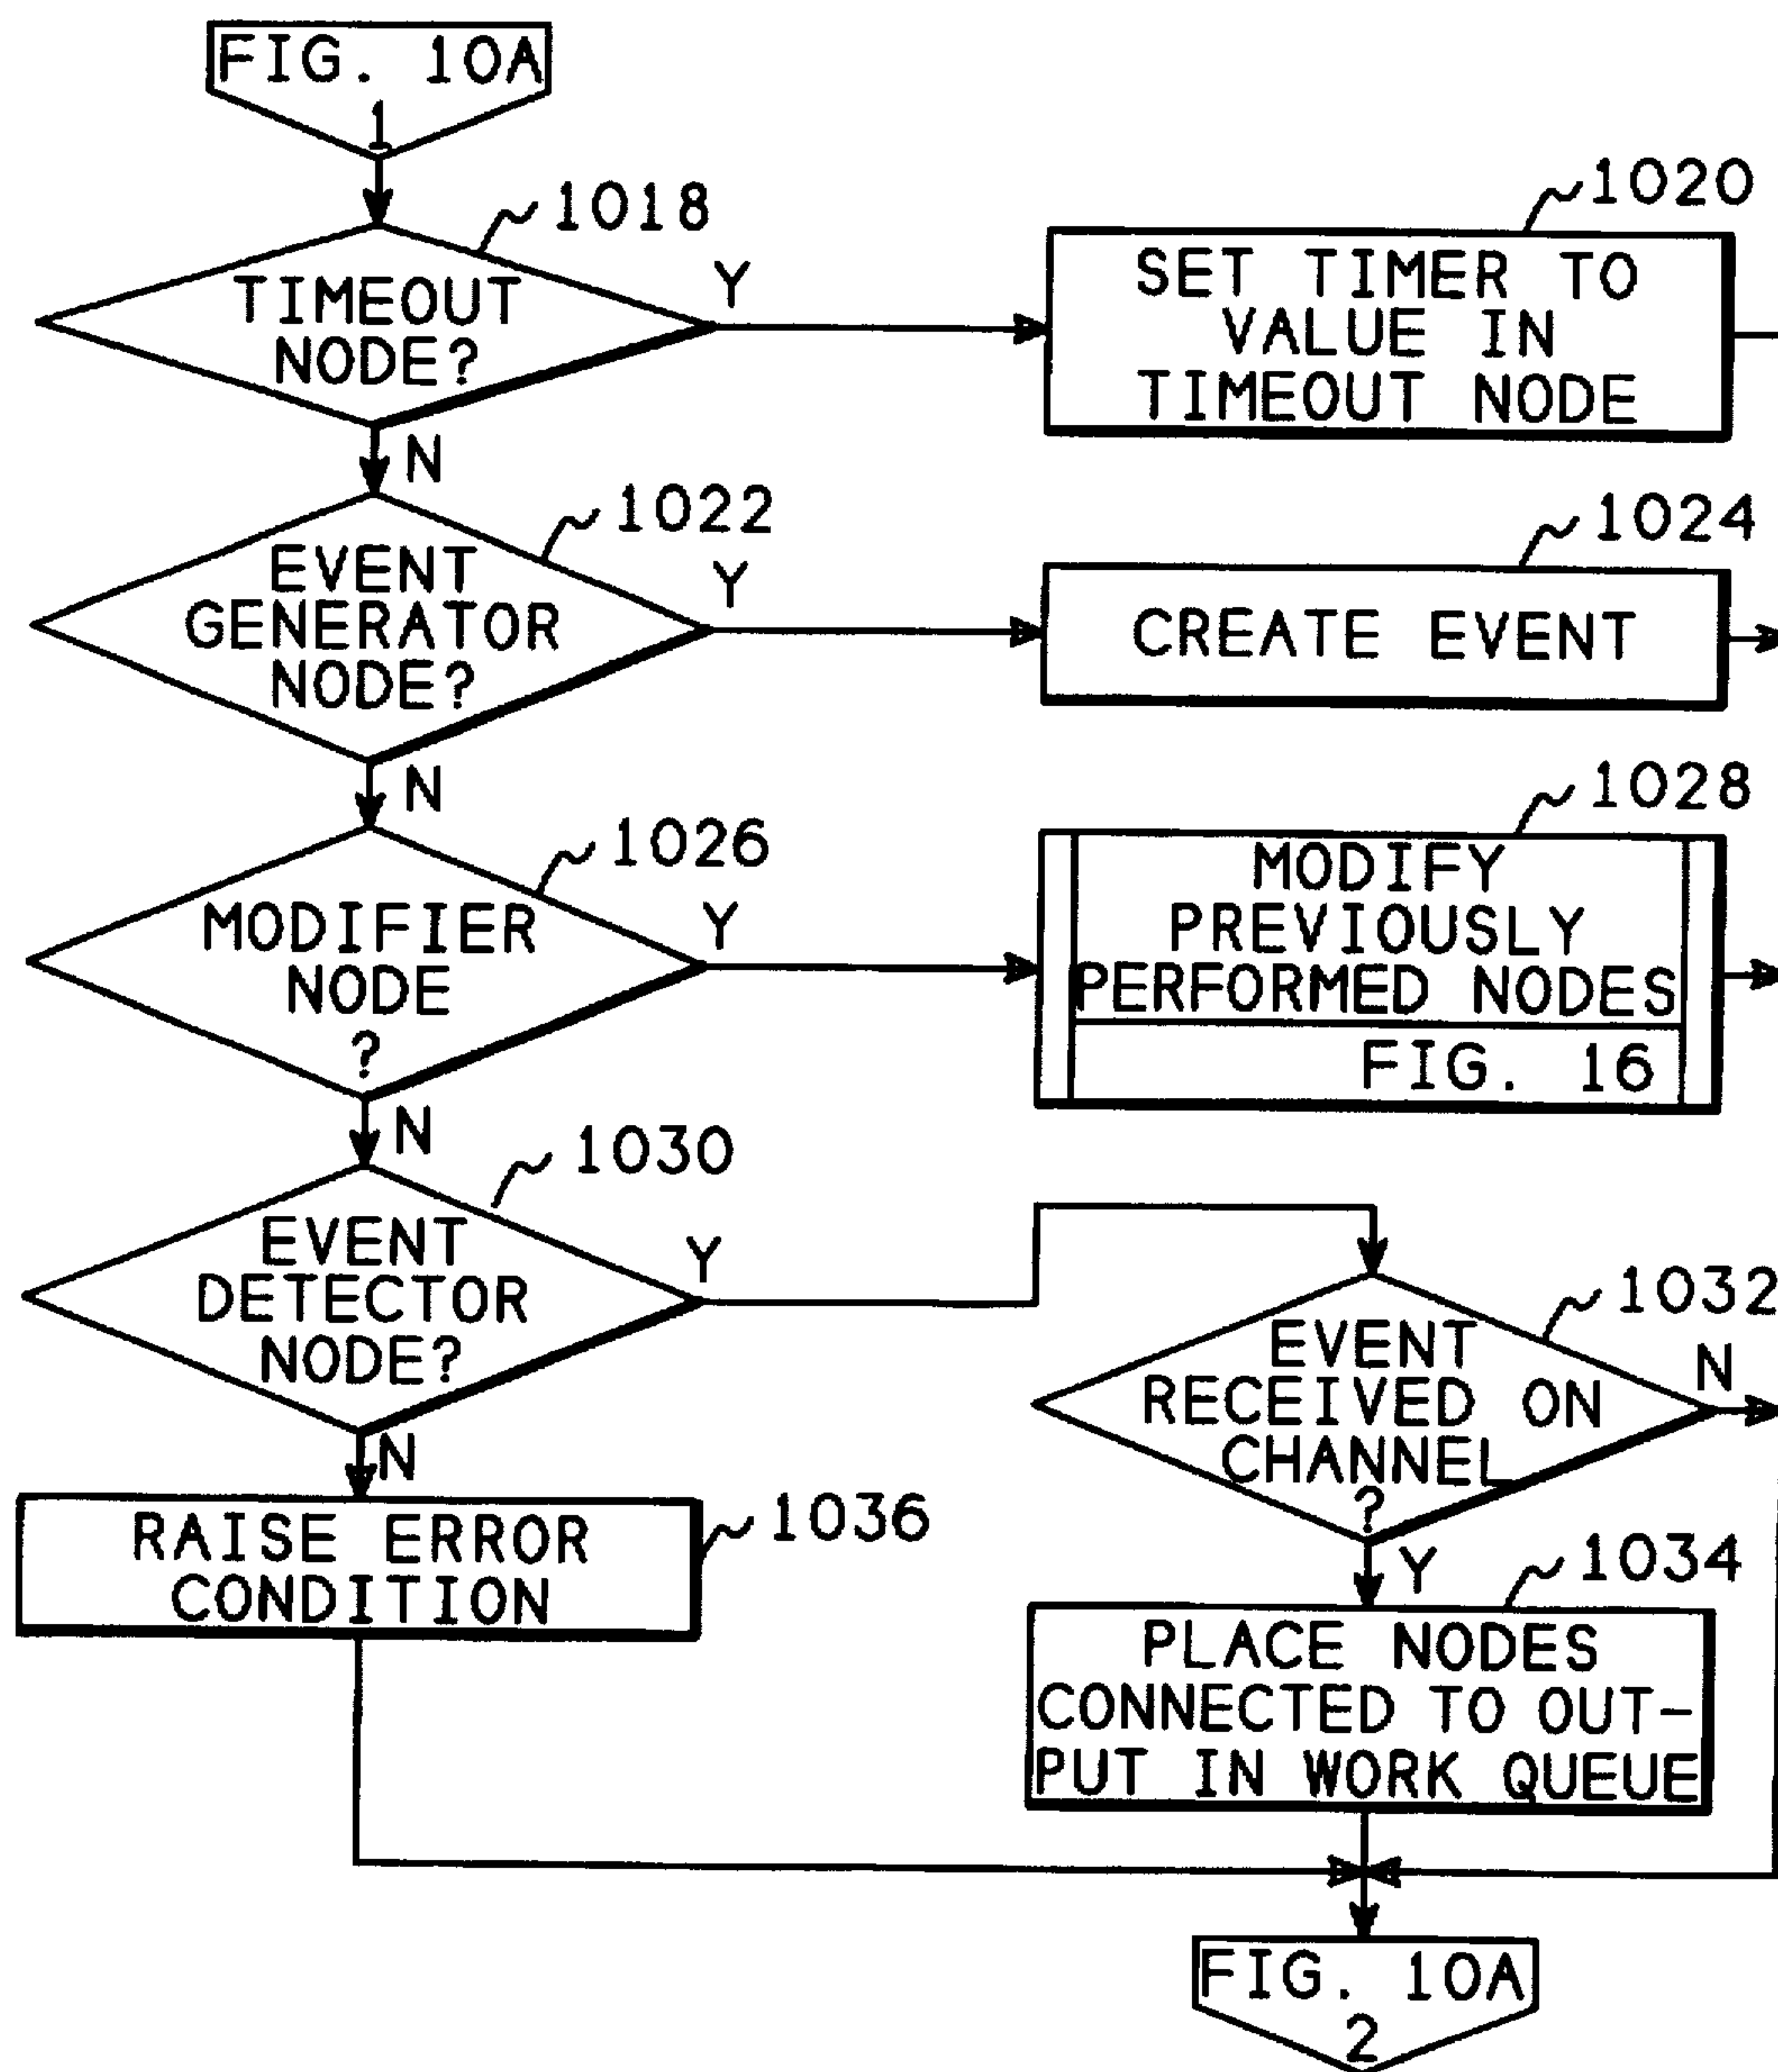 FIG. 10A
1
1018
TIMEOUT
NODE?
Y
N
1020
SET TIMER TO
VALUE IN
TIMEOUT NODE
1022
EVENT
GENERATOR
NODE?
Y
N
1024
CREATE EVENT
1026
MODIFIER
NODE
?
Y
N
1028
MODIFY
PREVIOUSLY
PERFORMED NODES
FIG. 16
1030
EVENT
DETECTOR
NODE?
Y
N
1032
EVENT
RECEIVED ON
CHANNEL
?
N
Y
1036
RAISE ERROR
CONDITION
1034
PLACE NODES
CONNECTED TO OUT-
PUT IN WORK QUEUE
FIG. 10A
2